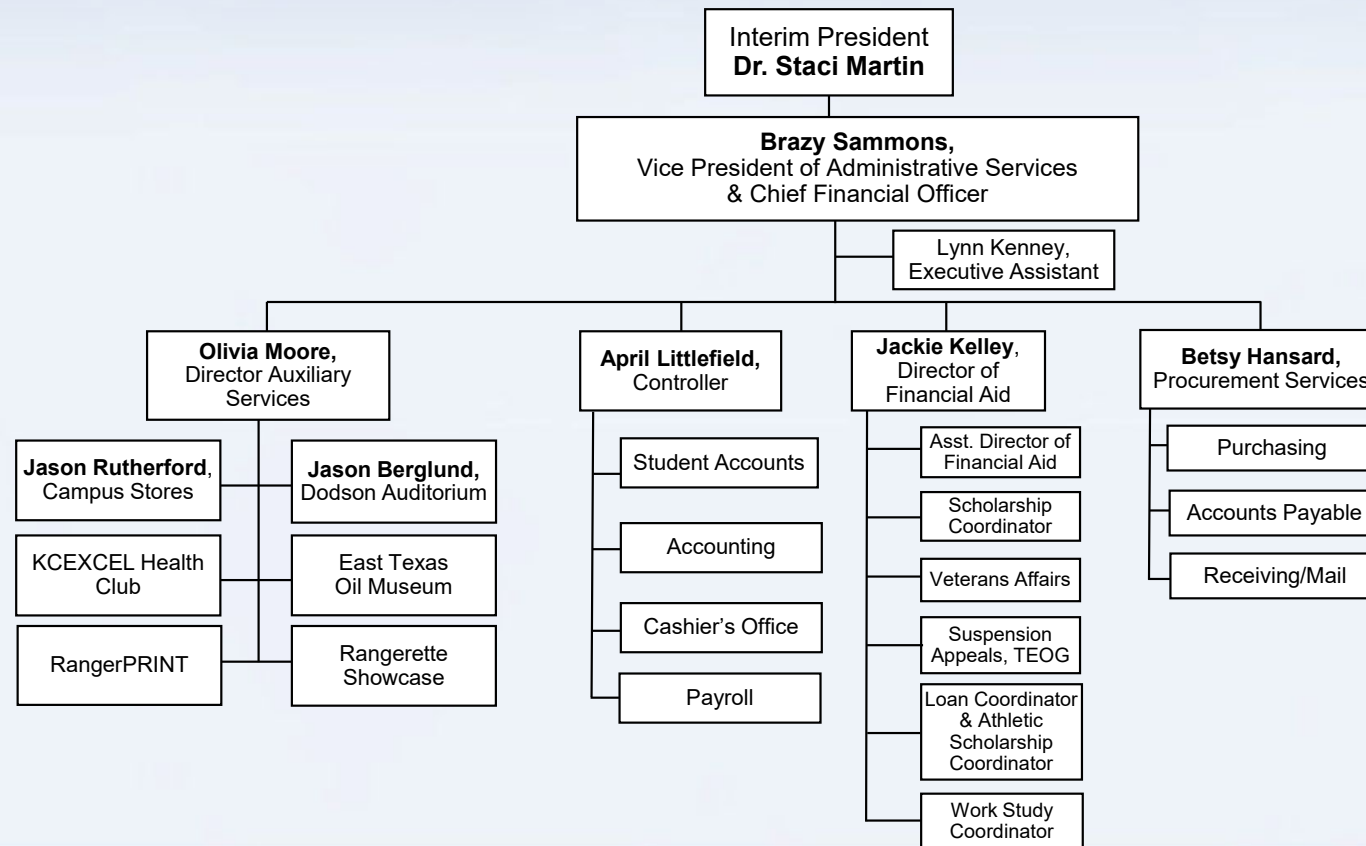 Interim President
Dr. Staci Martin
Brazy Sammons,
Vice President of Administrative Services
& Chief Financial Officer
Lynn Kenney,
Executive Assistant
Olivia Moore,
Director Auxiliary
Services
Jason Rutherford,
Campus Stores
Jason Berglund,
Dodson Auditorium
KCEXCEL Health
Club
East Texas
Oil Museum
RangerPRINT
Rangerette
Showcase
April Littlefield,
Controller
Student Accounts
Accounting
Cashier’s Office
Payroll
Jackie Kelley,
Director of
Financial Aid
Asst. Director of
Financial Aid
Scholarship
Coordinator
Veterans Affairs
Suspension
Appeals, TEOG
Loan Coordinator
& Athletic
Scholarship
Coordinator
Work Study
Coordinator
Betsy Hansard,
Procurement Services
Purchasing
Accounts Payable
Receiving/Mail